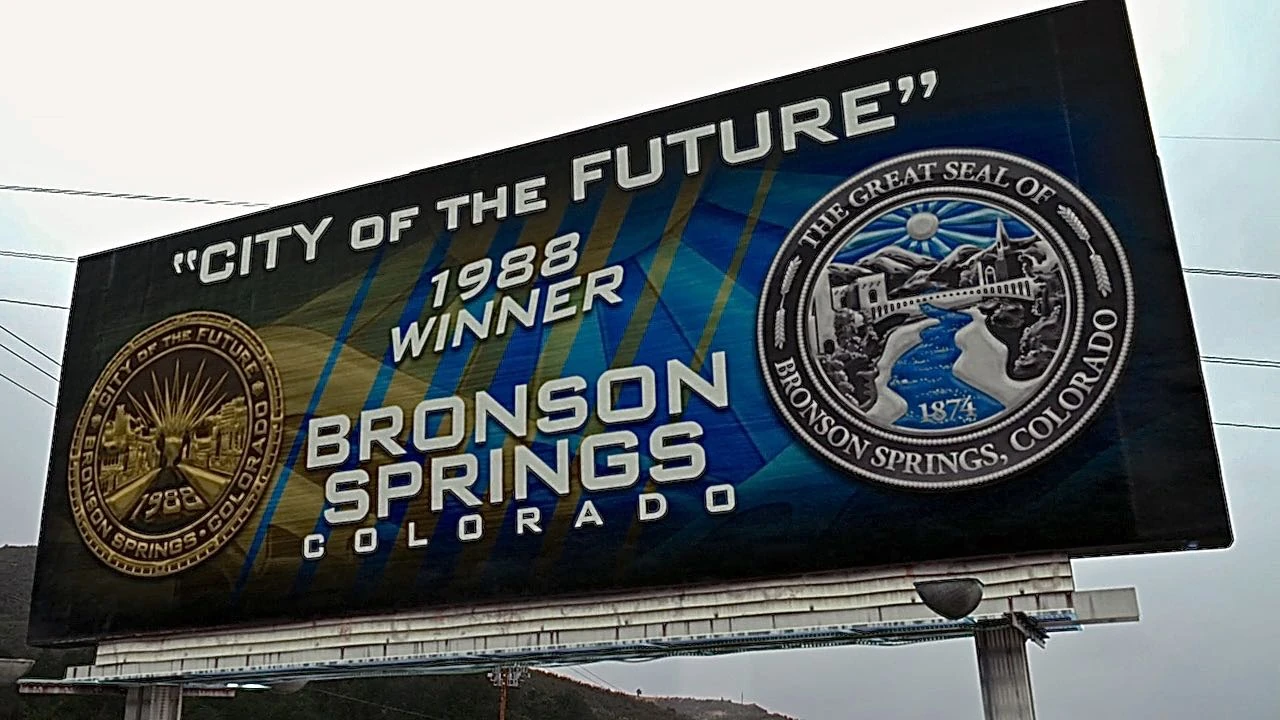 "CITY OF THE FUTURE"
1988
WINNER
BRONSON
SPRINGS
COLORADO
CITY OF THE FUTURE
BRONSON SPRINGS • COLORADO
1988
THE GREAT SEAL OF
BRONSON SPRINGS, COLORADO
1874